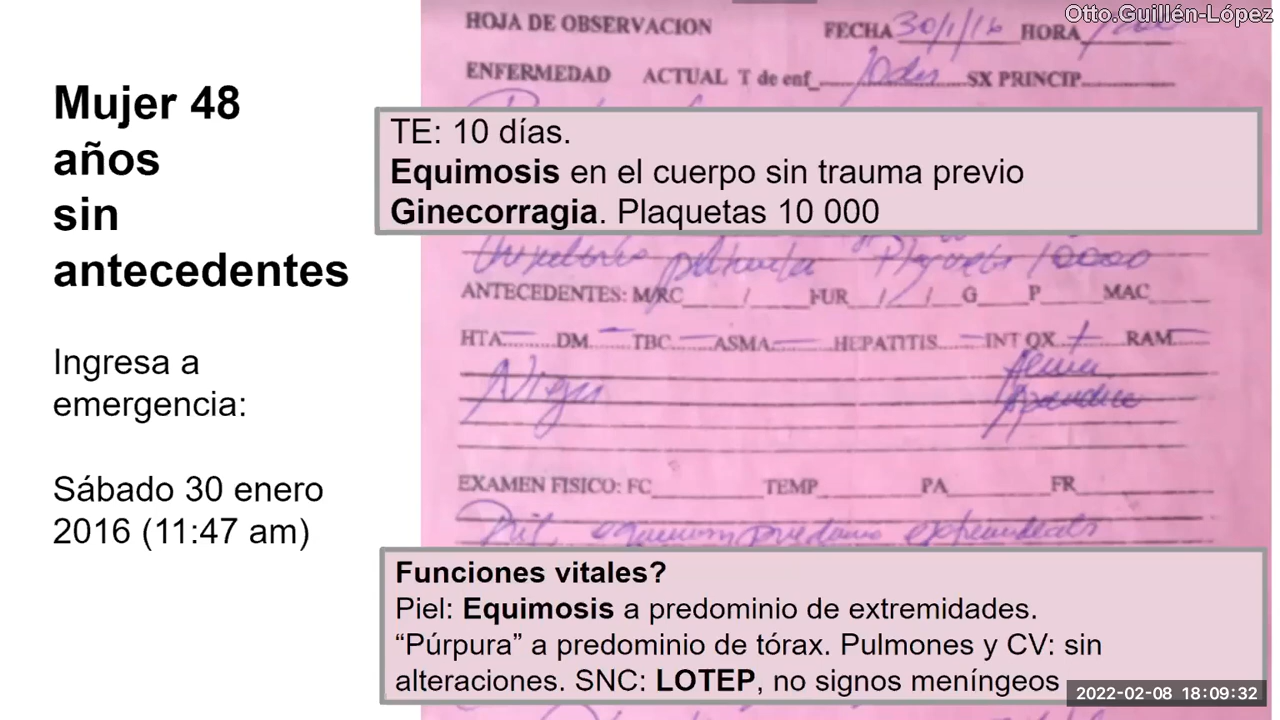 Otto.Guillén-López
HOJA DE OBSERVACION FECHA 30/1/16 HORA
ENFERMEDAD ACTUAL T de enf_ 10 días SX PRINCIP
Mujer 48
años
sin
antecedentes
TE: 10 días.
Equimosis en el cuerpo sin trauma previo
Ginecorragia. Plaquetas 10 000
Plaquetas 10000
ANTECEDENTES: M/RC / FUR / / G P MAC
HTA DM TBC ASMA HEPATITIS INT QX + RAM
Niega
Ingresa a
emergencia:
Sábado 30 enero
2016 (11:47 am)
EXAMEN FISICO: FC TEMP PA FR
Funciones vitales?
Piel: Equimosis a predominio de extremidades.
“Púrpura” a predominio de tórax. Pulmones y CV: sin
alteraciones. SNC: LOTEP, no signos meníngeos
2022-02-08 18:09:32